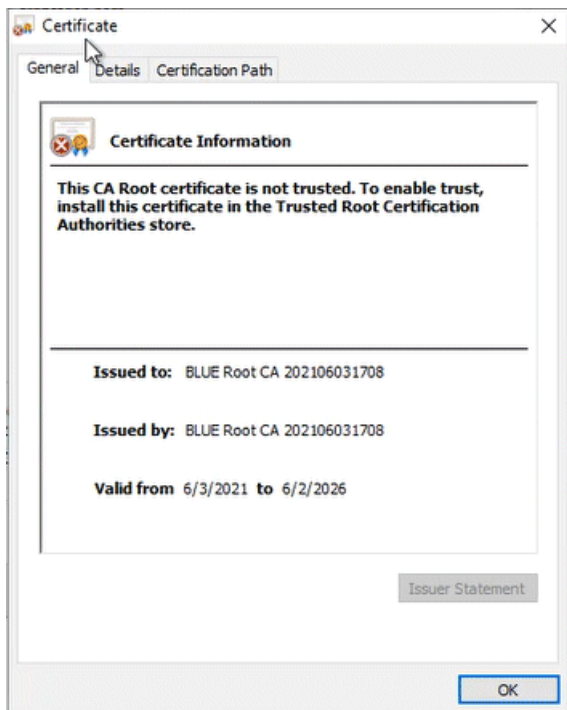 Certificate
General Details Certification Path
Certificate Information
This CA Root certificate is not trusted. To enable trust,
install this certificate in the Trusted Root Certification
Authorities store.
Issued to: BLUE Root CA 202106031708
Issued by: BLUE Root CA 202106031708
Valid from 6/3/2021 to 6/2/2026
Issuer Statement
OK